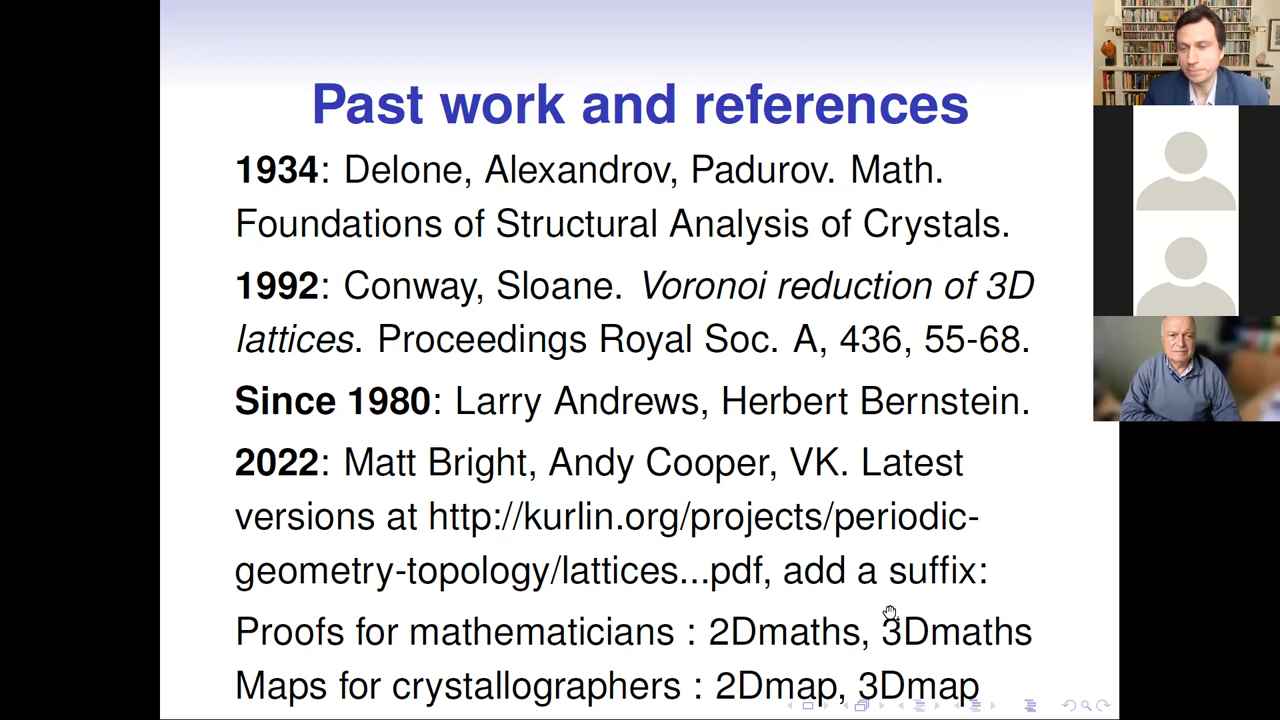 Past work and references
1934: Delone, Alexandrov, Padurov. Math.
Foundations of Structural Analysis of Crystals.
1992: Conway, Sloane. Voronoi reduction of 3D
lattices. Proceedings Royal Soc. A, 436, 55-68.
Since 1980: Larry Andrews, Herbert Bernstein.
2022: Matt Bright, Andy Cooper, VK. Latest
versions at http://kurlin.org/projects/periodic-
geometry-topology/lattices...pdf, add a suffix:
Proofs for mathematicians : 2Dmaths, 3Dmaths
Maps for crystallographers : 2Dmap, 3Dmap